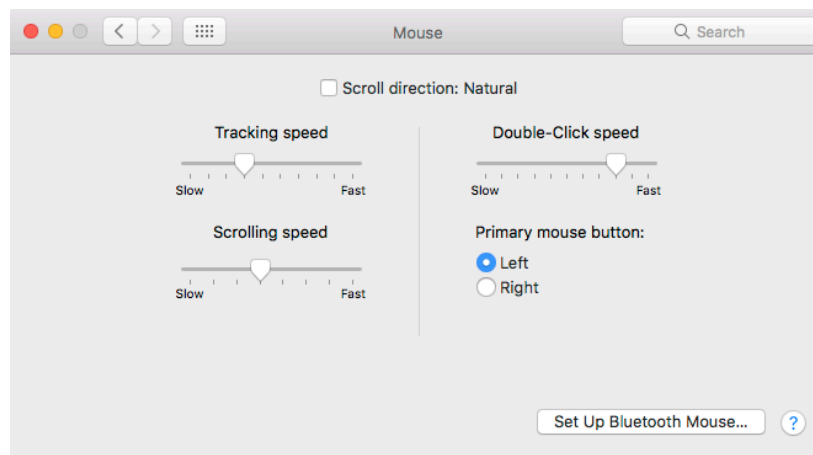 Mouse
Search
Scroll direction: Natural
Tracking speed
Slow Fast
Double-Click speed
Slow Fast
Scrolling speed
Slow Fast
Primary mouse button:
Left
Right
Set Up Bluetooth Mouse...
?